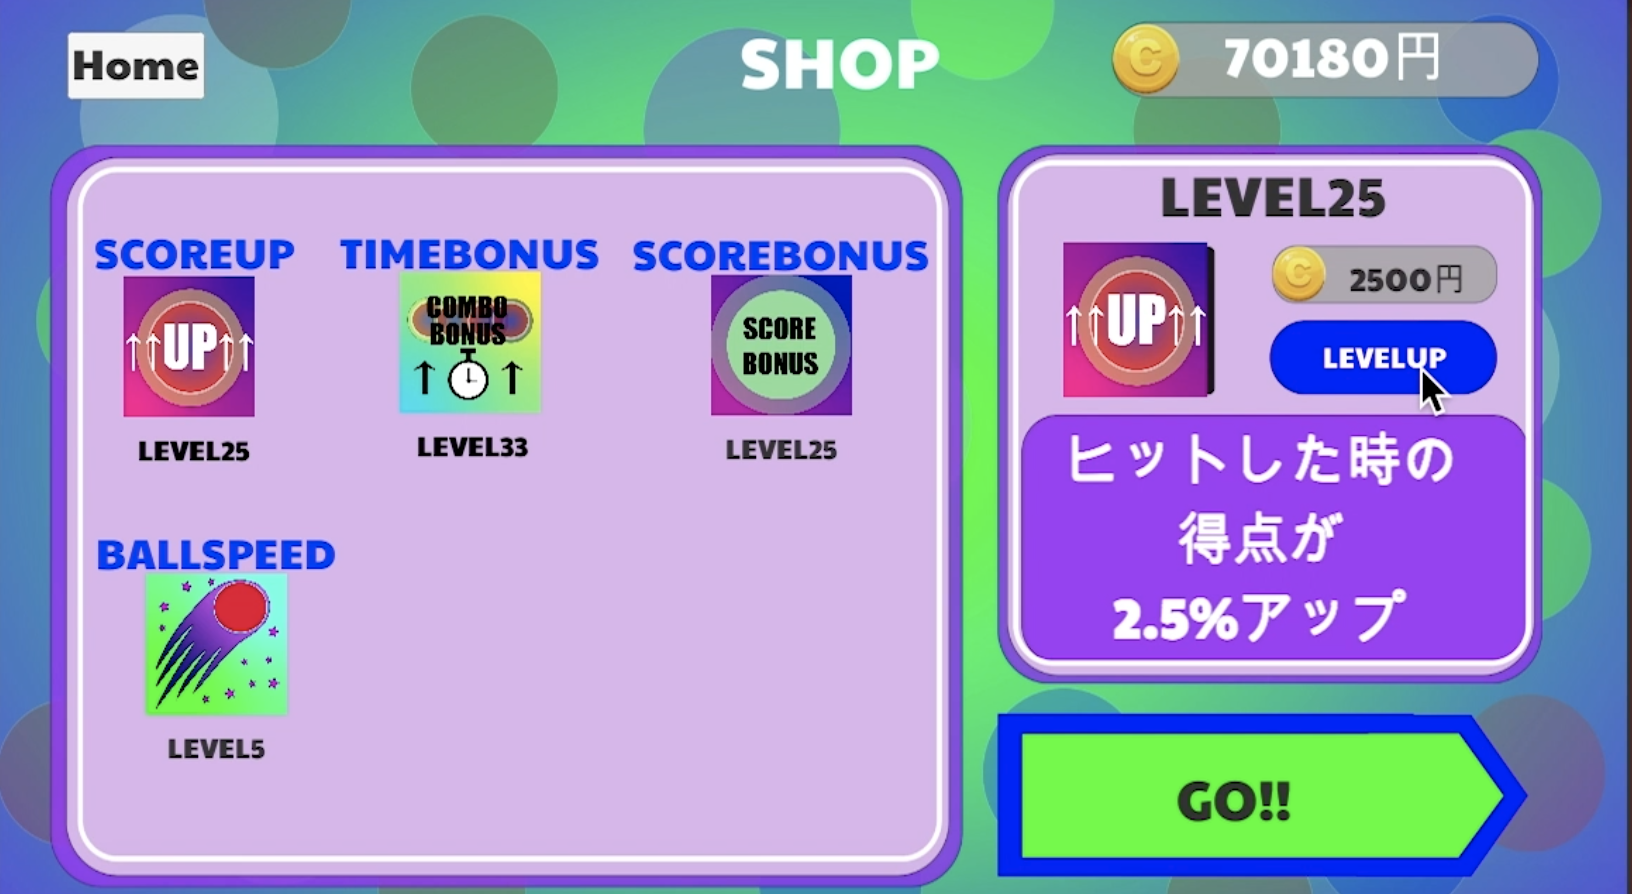 Home
SHOP
C
70180円
SCOREUP
TIMEBONUS
SCOREBONUS
↑↑UP↑↑
COMBO
BONUS
↑ ↑
SCORE
BONUS
LEVEL25
LEVEL33
LEVEL25
BALLSPEED
LEVEL5
LEVEL25
↑↑UP↑↑
C
2500円
LEVELUP
ヒットした時の
得点が
2.5%アップ
GO!!